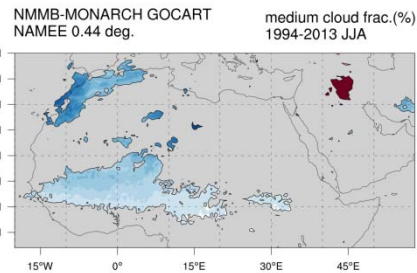 NMMB-MONARCH GOCART
NAMEE 0.44 deg.
medium cloud frac.(%)
1994-2013 JJA
15°W 0° 15°E 30°E 45°E